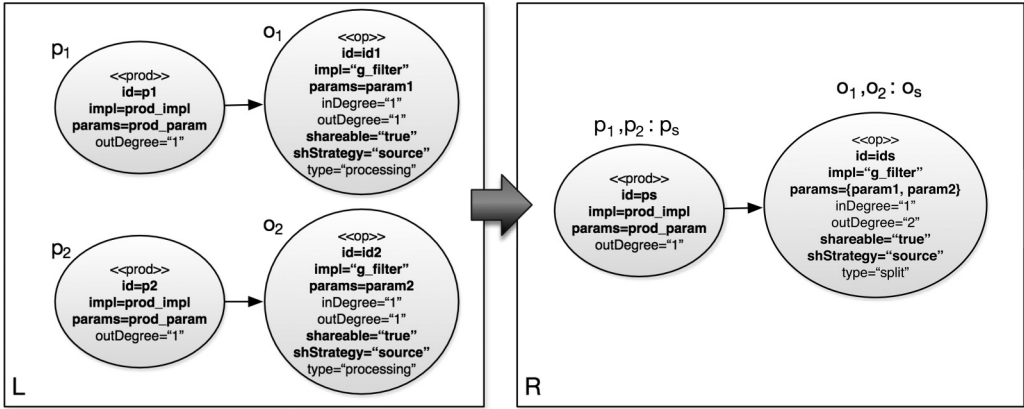 p1
<<prod>>
id=p1
impl=prod_impl
params=prod_param
outDegree=“1”
o1
<<op>>
id=id1
impl=“g_filter”
params=param1
inDegree=“1”
outDegree=“1”
shareable=“true”
shStrategy=“source”
type=“processing”
p2
<<prod>>
id=p2
impl=prod_impl
params=prod_param
outDegree=“1”
o2
<<op>>
id=id2
impl=“g_filter”
params=param2
inDegree=“1”
outDegree=“1”
shareable=“true”
shStrategy=“source”
type=“processing”
L
p1,p2 : ps
<<prod>>
id=ps
impl=prod_impl
params=prod_param
outDegree=“1”
o1,o2 : os
<<op>>
id=ids
impl=“g_filter”
params={param1, param2}
inDegree=“1”
outDegree=“2”
shareable=“true”
shStrategy=“source”
type=“split”
R